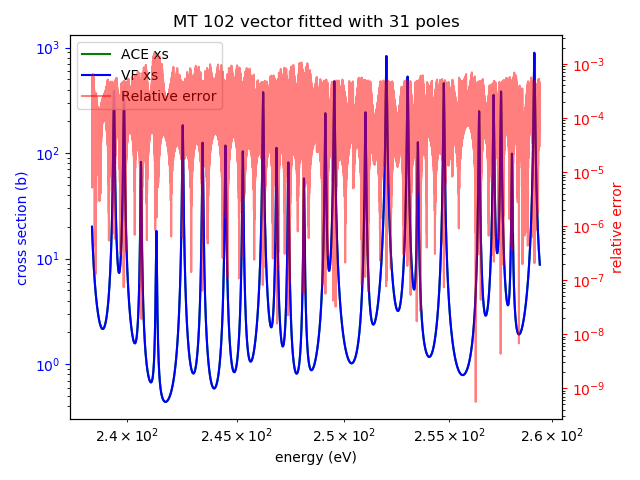 MT 102 vector fitted with 31 poles
ACE xs
VF xs
Relative error
10³
10²
10¹
10⁰
cross section (b)
10⁻³
10⁻⁴
10⁻⁵
10⁻⁶
10⁻⁷
10⁻⁸
10⁻⁹
relative error
2.4 × 10² 2.45 × 10² 2.5 × 10² 2.55 × 10² 2.6 × 10²
energy (eV)